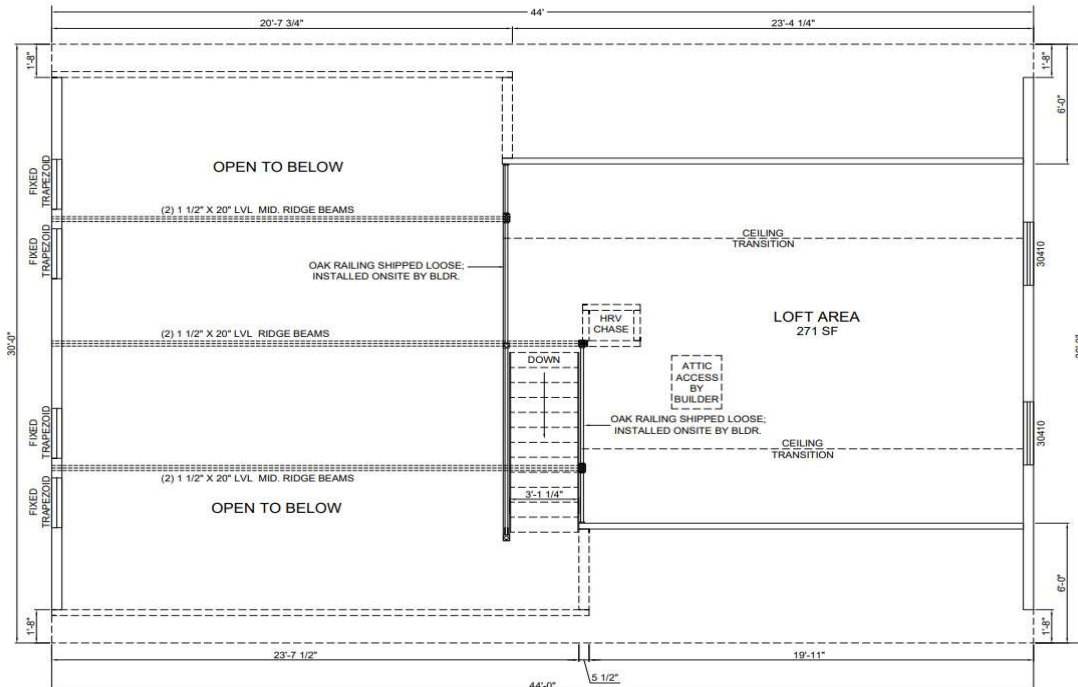 44'
20'-7 3/4"
23'-4 1/4"
1'-8"
1'-8"
6'-0"
FIXED
TRAPEZOID
OPEN TO BELOW
(2) 1 1/2" X 20" LVL MID. RIDGE BEAMS
FIXED
TRAPEZOID
CEILING
TRANSITION
30410
OAK RAILING SHIPPED LOOSE;
INSTALLED ONSITE BY BLDR.
HRV
CHASE
LOFT AREA
271 SF
30'-0"
(2) 1 1/2" X 20" LVL RIDGE BEAMS
DOWN
ATTIC
ACCESS
BY
BUILDER
FIXED
TRAPEZOID
OAK RAILING SHIPPED LOOSE;
INSTALLED ONSITE BY BLDR.
30410
CEILING
TRANSITION
(2) 1 1/2" X 20" LVL MID. RIDGE BEAMS
FIXED
TRAPEZOID
3'-1 1/4"
OPEN TO BELOW
6'-0"
1'-8"
1'-8"
23'-7 1/2"
19'-11"
5 1/2"
44'-0"